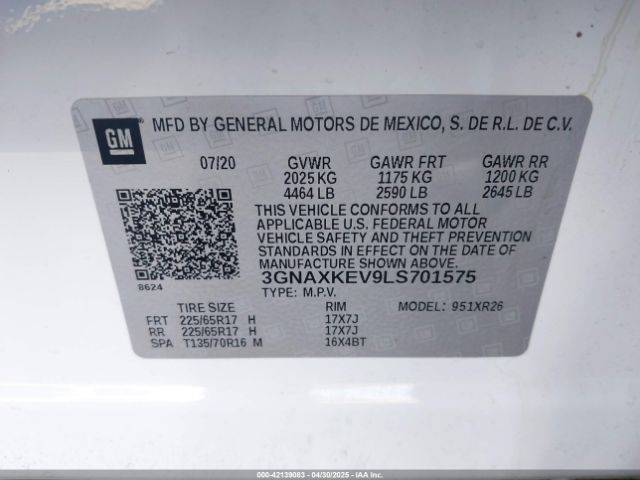 GM
MFD BY GENERAL MOTORS DE MEXICO, S. DE R.L. DE C.V.
07/20 GVWR GAWR FRT GAWR RR
2025 KG 1175 KG 1200 KG
4464 LB 2590 LB 2645 LB
THIS VEHICLE CONFORMS TO ALL
APPLICABLE U.S. FEDERAL MOTOR
VEHICLE SAFETY AND THEFT PREVENTION
STANDARDS IN EFFECT ON THE DATE OF
MANUFACTURE SHOWN ABOVE.
3GNAXKEV9LS701575
8624 TYPE: M.P.V.
TIRE SIZE RIM MODEL: 951XR26
FRT 225/65R17 H 17X7J
RR 225/65R17 H 17X7J
SPA T135/70R16 M 16X4BT
000-42139083 - 04/30/2025 - IAAI.COM